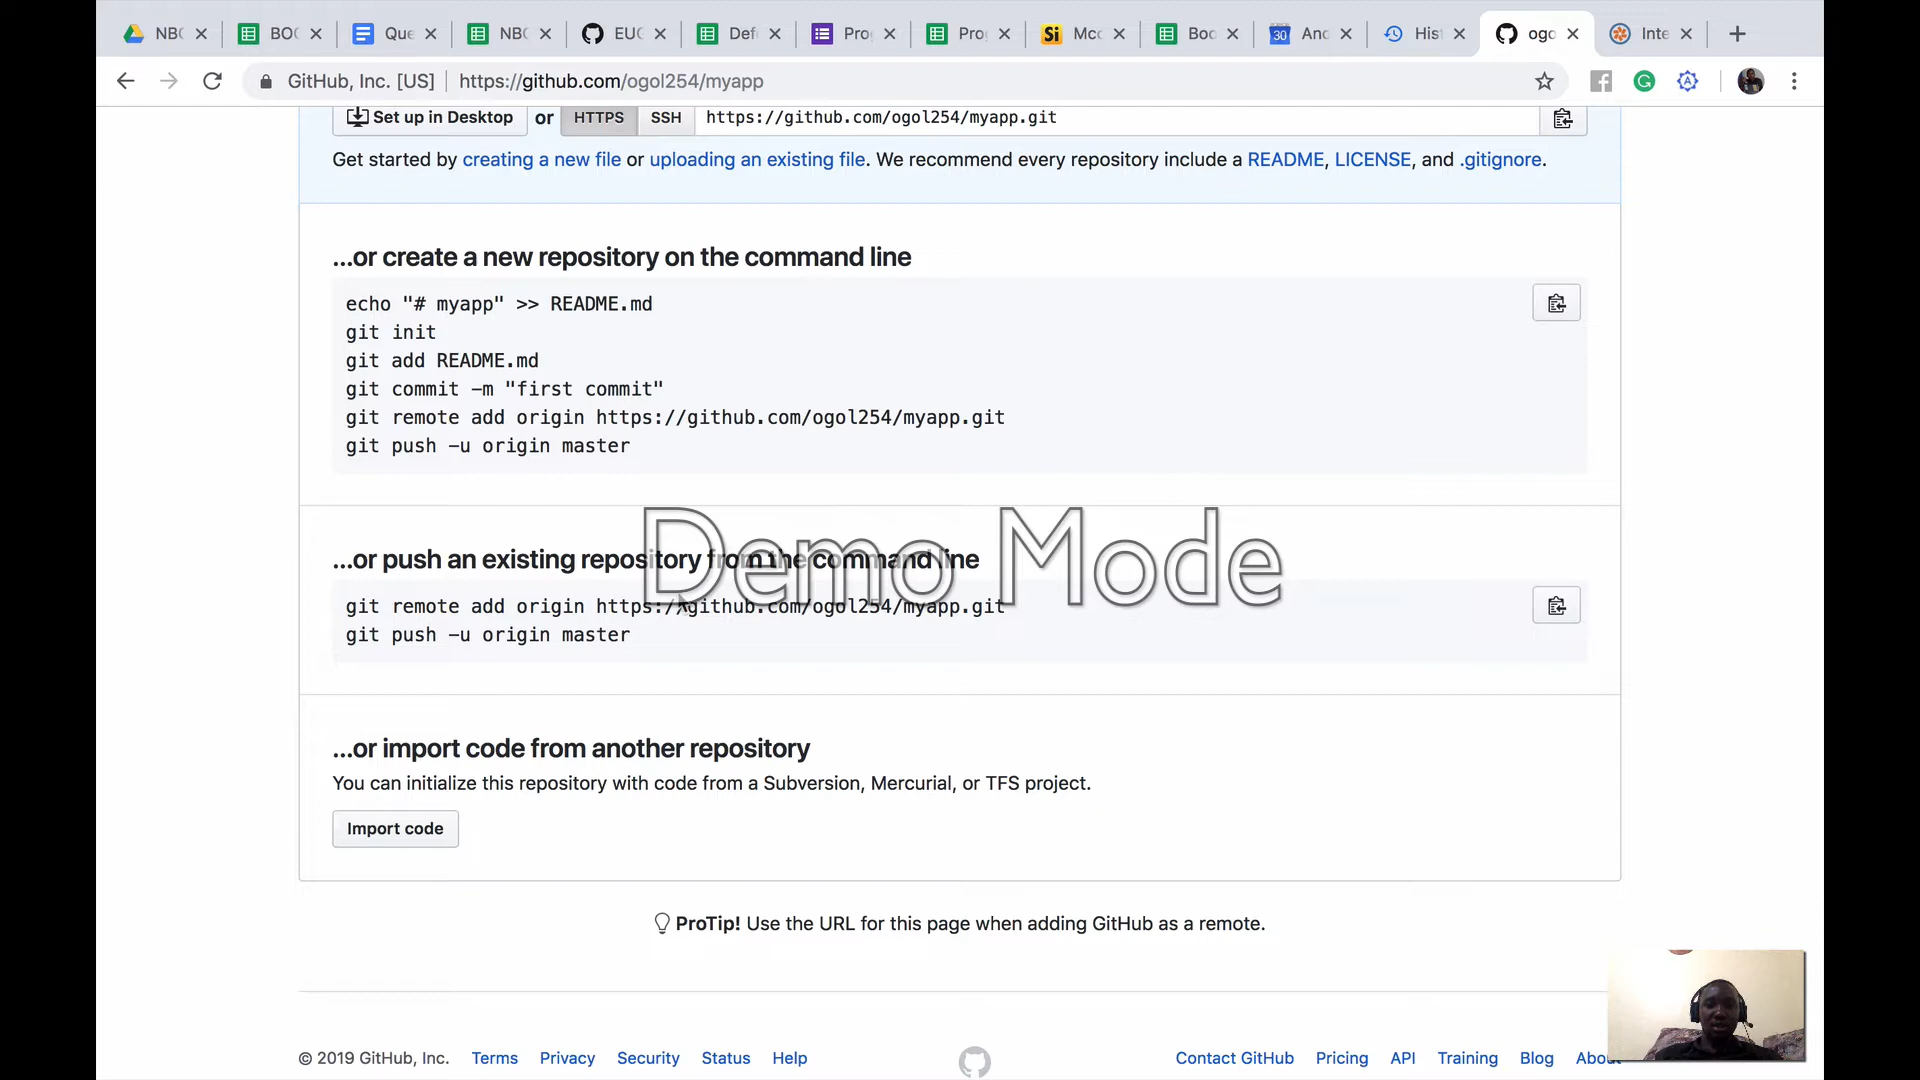 NBC
BOO
Que
NBC
EUC
Defe
Prog
Prog
Si
Mcc
Boo
30
Anc
Hist
ogo
Inte
GitHub, Inc. [US]
https://github.com/ogol254/myapp
Set up in Desktop
or
HTTPS
SSH
https://github.com/ogol254/myapp.git
Get started by creating a new file or uploading an existing file. We recommend every repository include a README, LICENSE, and .gitignore.
...or create a new repository on the command line
echo "# myapp" >> README.md
git init
git add README.md
git commit -m "first commit"
git remote add origin https://github.com/ogol254/myapp.git
git push -u origin master
Demo Mode
...or push an existing repository from the command line
git remote add origin https://github.com/ogol254/myapp.git
git push -u origin master
...or import code from another repository
You can initialize this repository with code from a Subversion, Mercurial, or TFS project.
Import code
ProTip! Use the URL for this page when adding GitHub as a remote.
© 2019 GitHub, Inc.
Terms
Privacy
Security
Status
Help
Contact GitHub
Pricing
API
Training
Blog
About